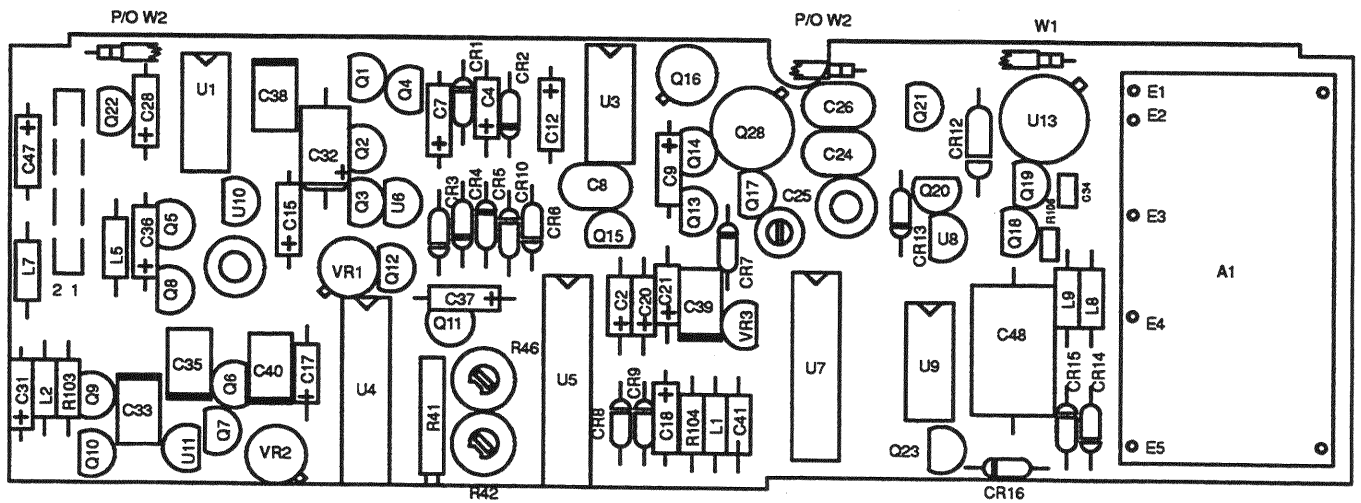 P/O W2
P/O W2
W1
Q22
C28
U1
C38
Q1
Q4
C7
CR1
C4
CR2
C12
U3
Q16
C26
Q21
CR12
U13
E1
E2
C47
C32
Q2
Q14
Q28
C24
C9
Q3
U6
CR3
CR4
CR5
CR10
CR6
C8
Q13
Q17
C25
Q20
Q19
C34
R106
U10
C15
Q5
C36
L5
L7
Q8
Q15
CR7
CR13
U8
Q18
E3
A1
2 1
VR1
Q12
C37
Q11
C2
C20
C21
C39
VR3
C48
L9
L8
E4
C31
L2
R103
Q9
C33
C35
Q6
C40
C17
U4
R41
R46
U5
U7
U9
CR15
CR14
Q10
U11
Q7
VR2
R42
CR8
CR9
C18
R104
L1
C41
Q23
CR16
E5